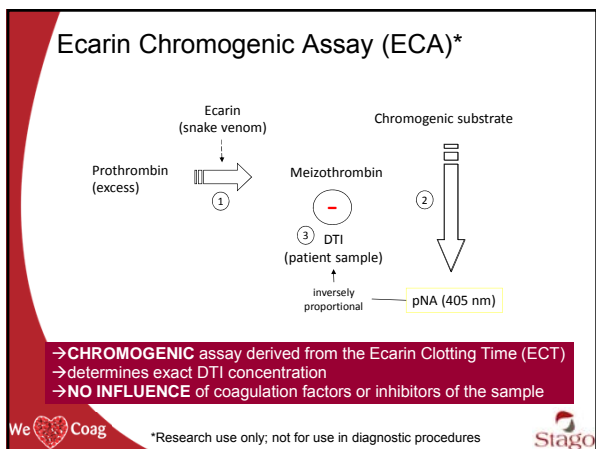 Ecarin Chromogenic Assay (ECA)*
Ecarin
(snake venom)
Chromogenic substrate
Prothrombin
(excess)
Meizothrombin
1
2
–
3
DTI
(patient sample)
inversely
proportional
pNA (405 nm)
→CHROMOGENIC assay derived from the Ecarin Clotting Time (ECT)
→determines exact DTI concentration
→NO INFLUENCE of coagulation factors or inhibitors of the sample
We Coag
*Research use only; not for use in diagnostic procedures
Stago